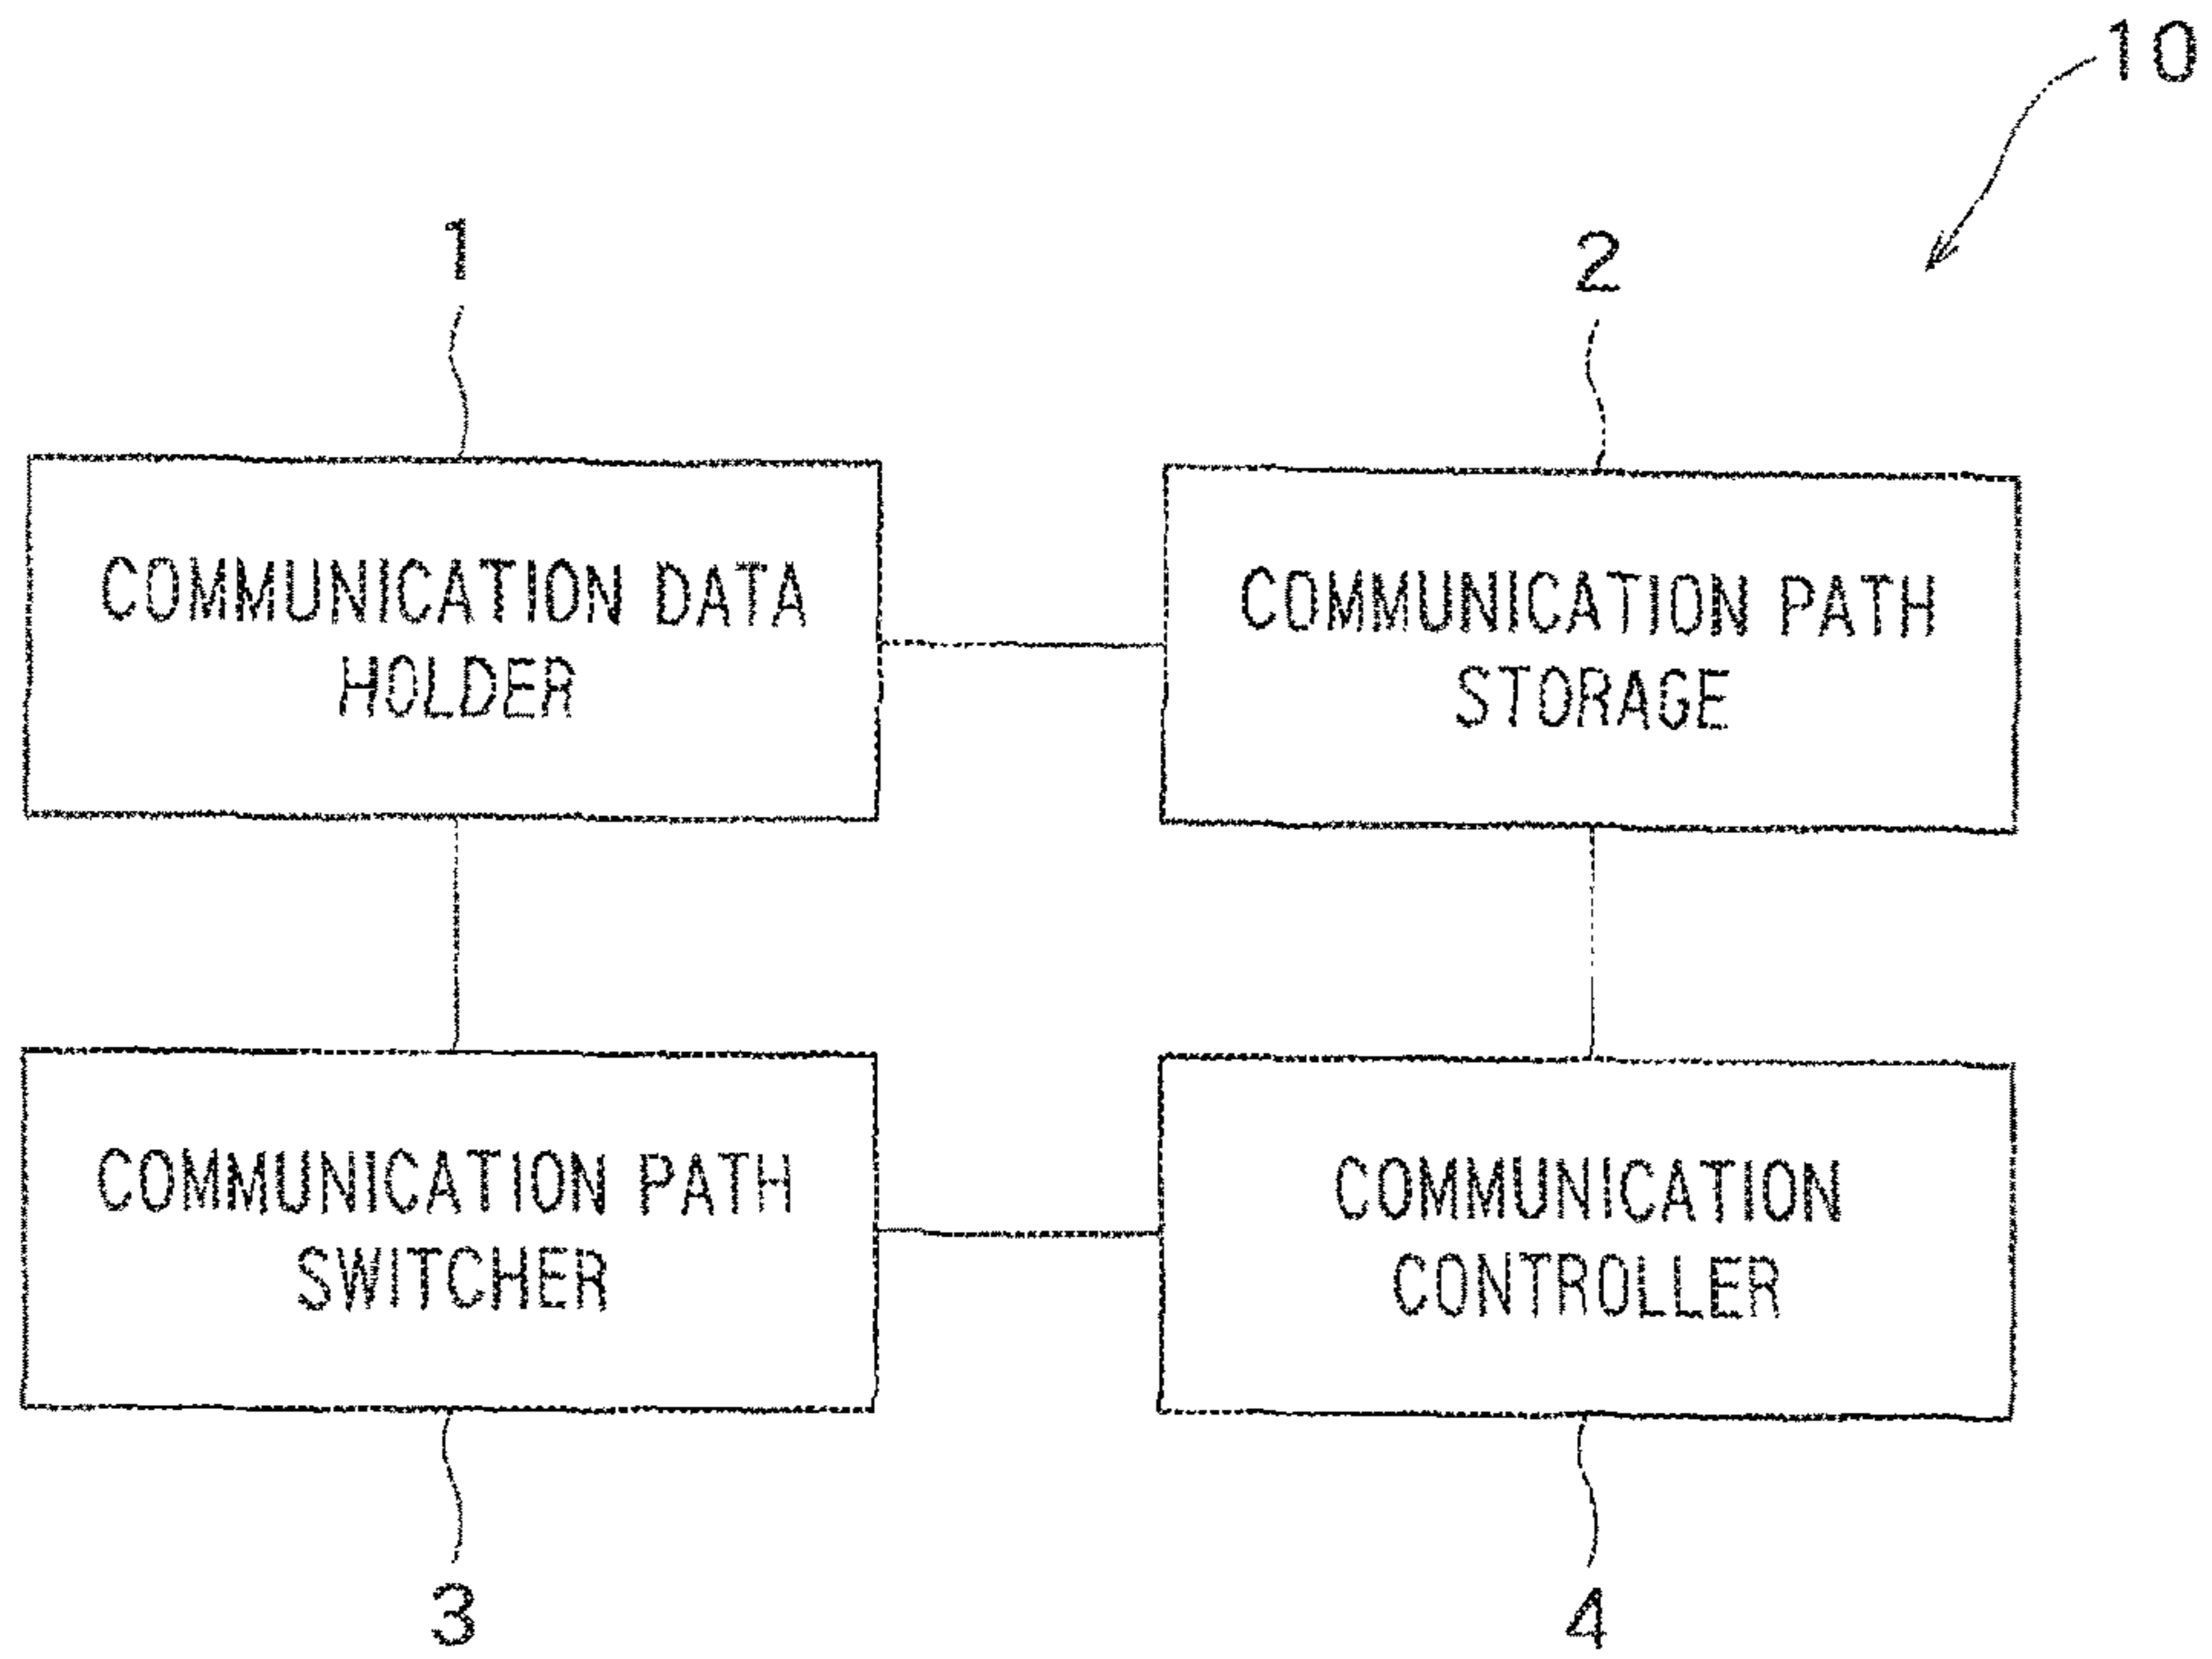 10
1
2
COMMUNICATION DATA
HOLDER
COMMUNICATION PATH
STORAGE
COMMUNICATION PATH
SWITCHER
COMMUNICATION
CONTROLLER
3
4